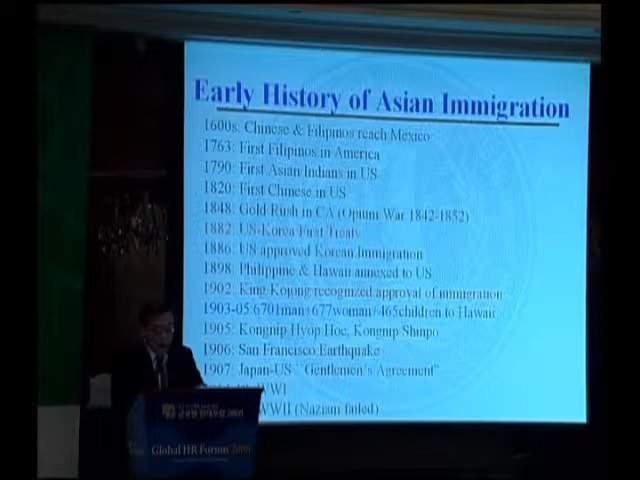 Early History of Asian Immigration
1600s: Chinese & Filipinos reach Mexico
1763: First Filipinos in America
1790: First Asian Indians in US
1820: First Chinese in US
1848: Gold Rush in CA (Opium War 1842-1852)
1882: US-Korea First Treaty
1886: US approved Korean Immigration
1898: Philippine & Hawaii annexed to US
1902: King Kojong recognized approval of immigration
1903-05:6701man+677woman+465children to Hawaii
1905: Kongnip Hyop Hoe, Kongnip Shinpo
1906: San Francisco Earthquake
1907: Japan-US "Gentlemen's Agreement"
WWI
WWII (Nazism failed)
Global HR Forum